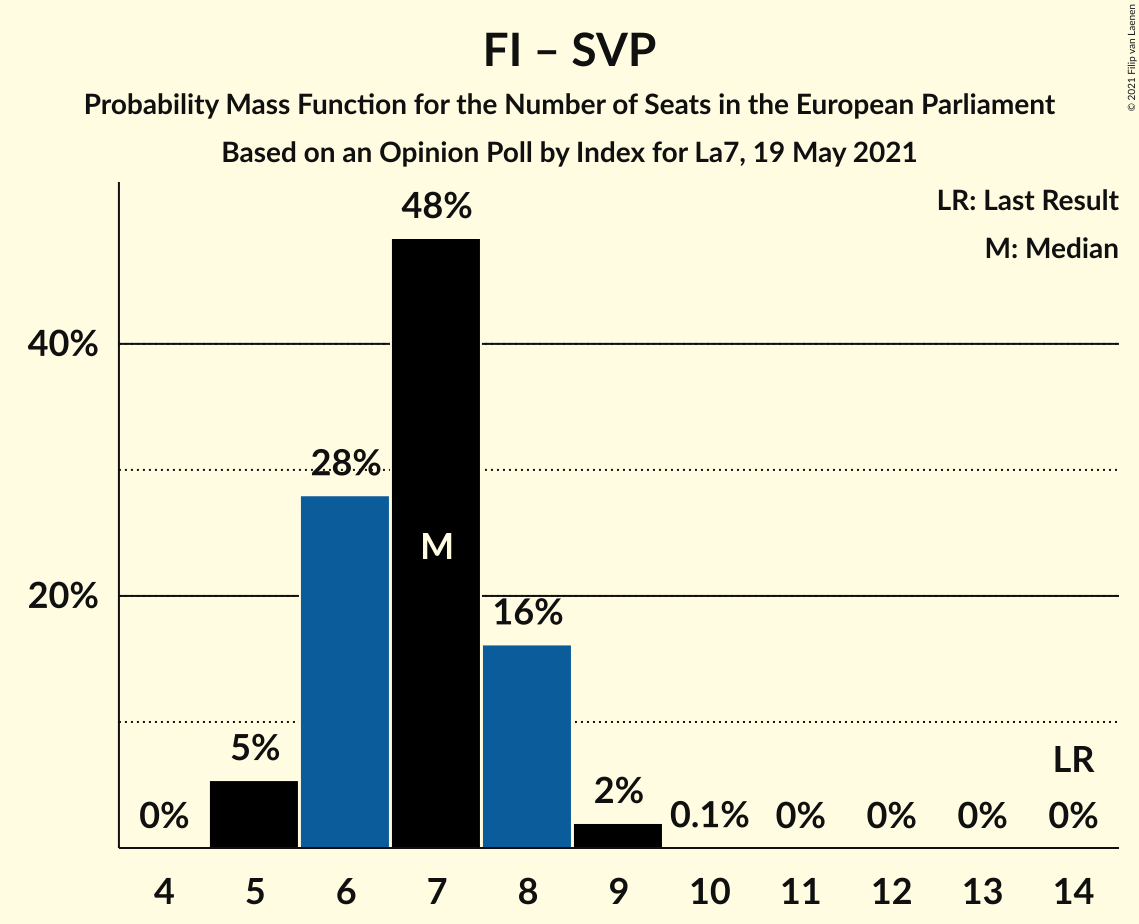 FI – SVP
Probability Mass Function for the Number of Seats in the European Parliament
Based on an Opinion Poll by Index for La7, 19 May 2021
© 2021 Filip van Laenen
LR: Last Result
M: Median
48%
40%
28%
M
20%
16%
5%
LR
2%
0%
0.1%
0%
0%
0%
0%
4 5 6 7 8 9 10 11 12 13 14